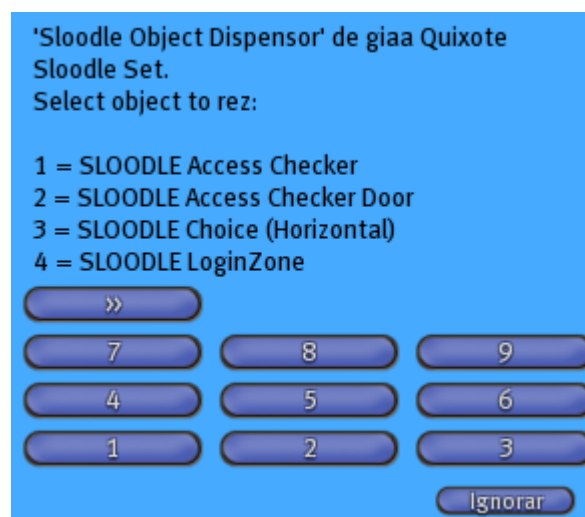 'Sloodle Object Dispensor' de giaa Quixote
Sloodle Set.
Select object to rez:
1 = SLOODLE Access Checker
2 = SLOODLE Access Checker Door
3 = SLOODLE Choice (Horizontal)
4 = SLOODLE LoginZone
>>
7 8 9
4 5 6
1 2 3
Ignorar